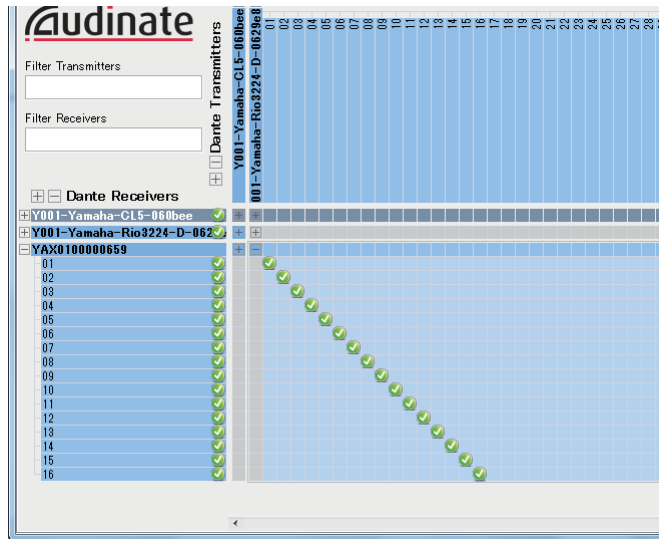 Audinate
Filter Transmitters
Filter Receivers
Dante Transmitters
Y001-Yamaha-CL5-060bee
001-Yamaha-Rio3224-D-0629e8
01 02 03 04 05 06 07 08 09 10 11 12 13 14 15 16 17 18 19 20 21 22 23 24 25 26 27 28
Dante Receivers
Y001-Yamaha-CL5-060bee
Y001-Yamaha-Rio3224-D-062
YAX0100000659
01
02
03
04
05
06
07
08
09
10
11
12
13
14
15
16